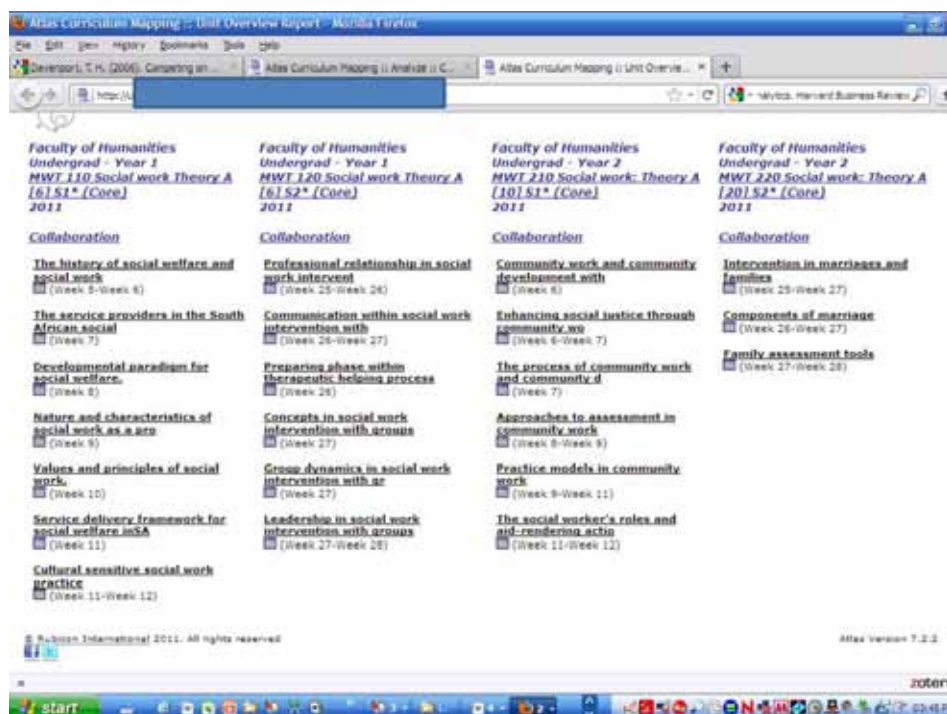 Atlas Curriculum Mapping :: Unit Overview Report - Mozilla Firefox
File Edit View History Bookmarks Tools Help
Davenport, T. H. (2006). Competing on ...
Atlas Curriculum Mapping :: Analyze :: C...
Atlas Curriculum Mapping :: Unit Overvie...
http://
Harvard Business Review
Faculty of Humanities
Undergrad - Year 1
MWT 110 Social work Theory A
[6] S1* (Core)
2011
Collaboration
The history of social welfare and
social work
(Week 5-Week 6)
The service providers in the South
African social
(Week 7)
Developmental paradigm for
social welfare.
(Week 8)
Nature and characteristics of
social work as a pro
(Week 9)
Values and principles of social
work.
(Week 10)
Service delivery framework for
social welfare inSA
(Week 11)
Cultural sensitive social work
practice
(Week 11-Week 12)
Faculty of Humanities
Undergrad - Year 1
MWT 120 Social work Theory A
[6] S2* (Core)
2011
Collaboration
Professional relationship in social
work intervent
(Week 25-Week 26)
Communication within social work
intervention with
(Week 26-Week 27)
Preparing phase within
therapeutic helping process
(Week 26)
Concepts in social work
intervention with groups
(Week 27)
Group dynamics in social work
intervention with gr
(Week 27)
Leadership in social work
intervention with groups
(Week 27-Week 28)
Faculty of Humanities
Undergrad - Year 2
MWT 210 Social work: Theory A
[10] S1* (Core)
2011
Collaboration
Community work and community
development with
(Week 6)
Enhancing social justice through
community wo
(Week 6-Week 7)
The process of community work
and community d
(Week 7)
Approaches to assessment in
community work
(Week 8-Week 9)
Practice models in community
work
(Week 9-Week 11)
The social worker's roles and
aid-rendering actio
(Week 11-Week 12)
Faculty of Humanities
Undergrad - Year 2
MWT 220 Social work: Theory A
[20] S2* (Core)
2011
Collaboration
Intervention in marriages and
families
(Week 25-Week 27)
Components of marriage
(Week 26-Week 27)
Family assessment tools
(Week 27-Week 28)
© Rubicon International 2011. All rights reserved
Atlas Version 7.2.2
zoter
start
03:48 P